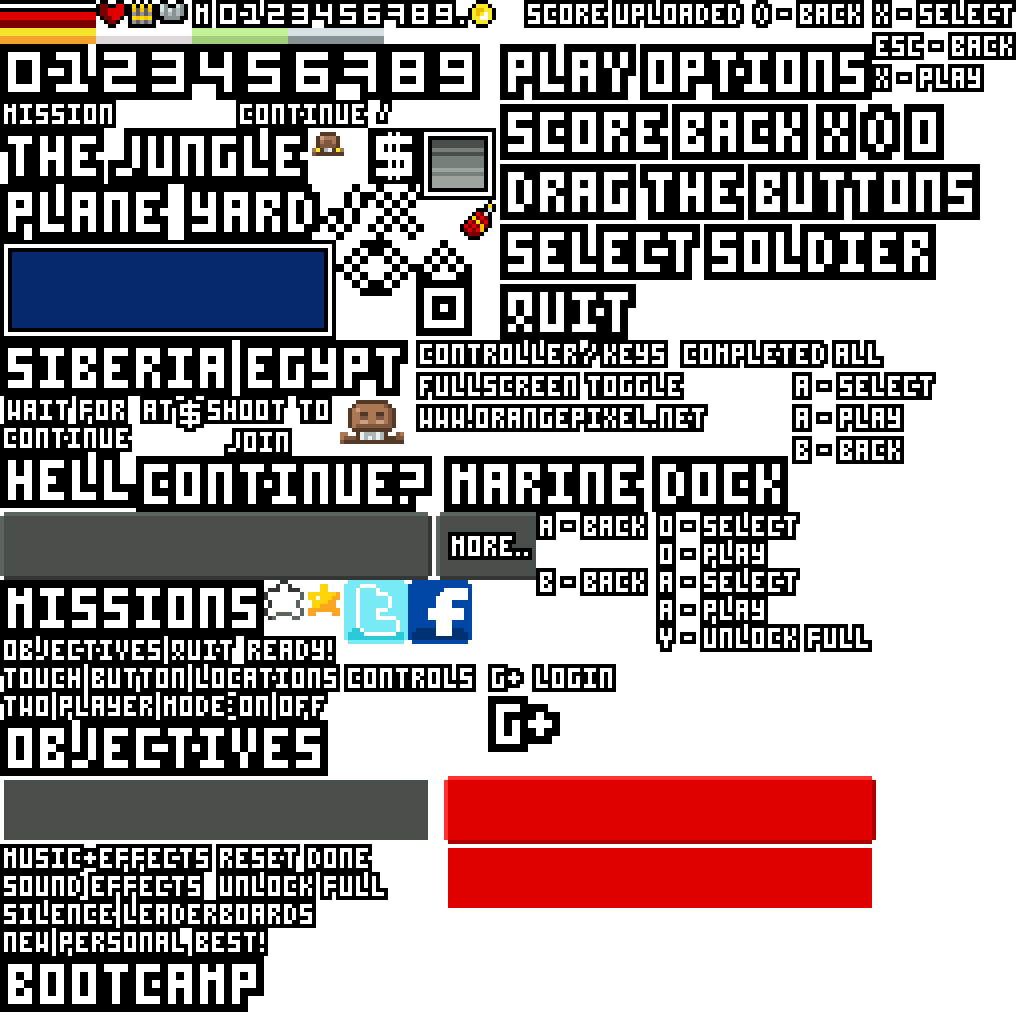 M 0123456789. SCORE UPLOADED O - BACK X - SELECT
ESC - BACK
0123456789 PLAY OPTIONS X - PLAY
MISSION CONTINUE Y
SCORE BACK X O O
THE JUNGLE $
DRAG THE BUTTONS
PLANE YARD
SELECT SOLDIER
QUIT
SIBERIA EGYPT CONTROLLER?/KEYS COMPLETED ALL
FULLSCREEN TOGGLE A - SELECT
WAIT FOR AT $ SHOOT TO WWW.ORANGEPIXEL.NET A - PLAY
CONTINUE JOIN B - BACK
HELL CONTINUE? MARINE DOCK
A - BACK O - SELECT
MORE.. O - PLAY
B - BACK A - SELECT
MISSIONS f A - PLAY
Y - UNLOCK FULL
OBJECTIVES QUIT READY!
TOUCH BUTTON LOCATIONS CONTROLS G+ LOGIN
TWO PLAYER MODE: ON OFF
G+
OBJECTIVES
MUSIC+EFFECTS RESET DONE
SOUND EFFECTS UNLOCK FULL
SILENCE LEADERBOARDS
NEW PERSONAL BEST!
BOOTCAMP